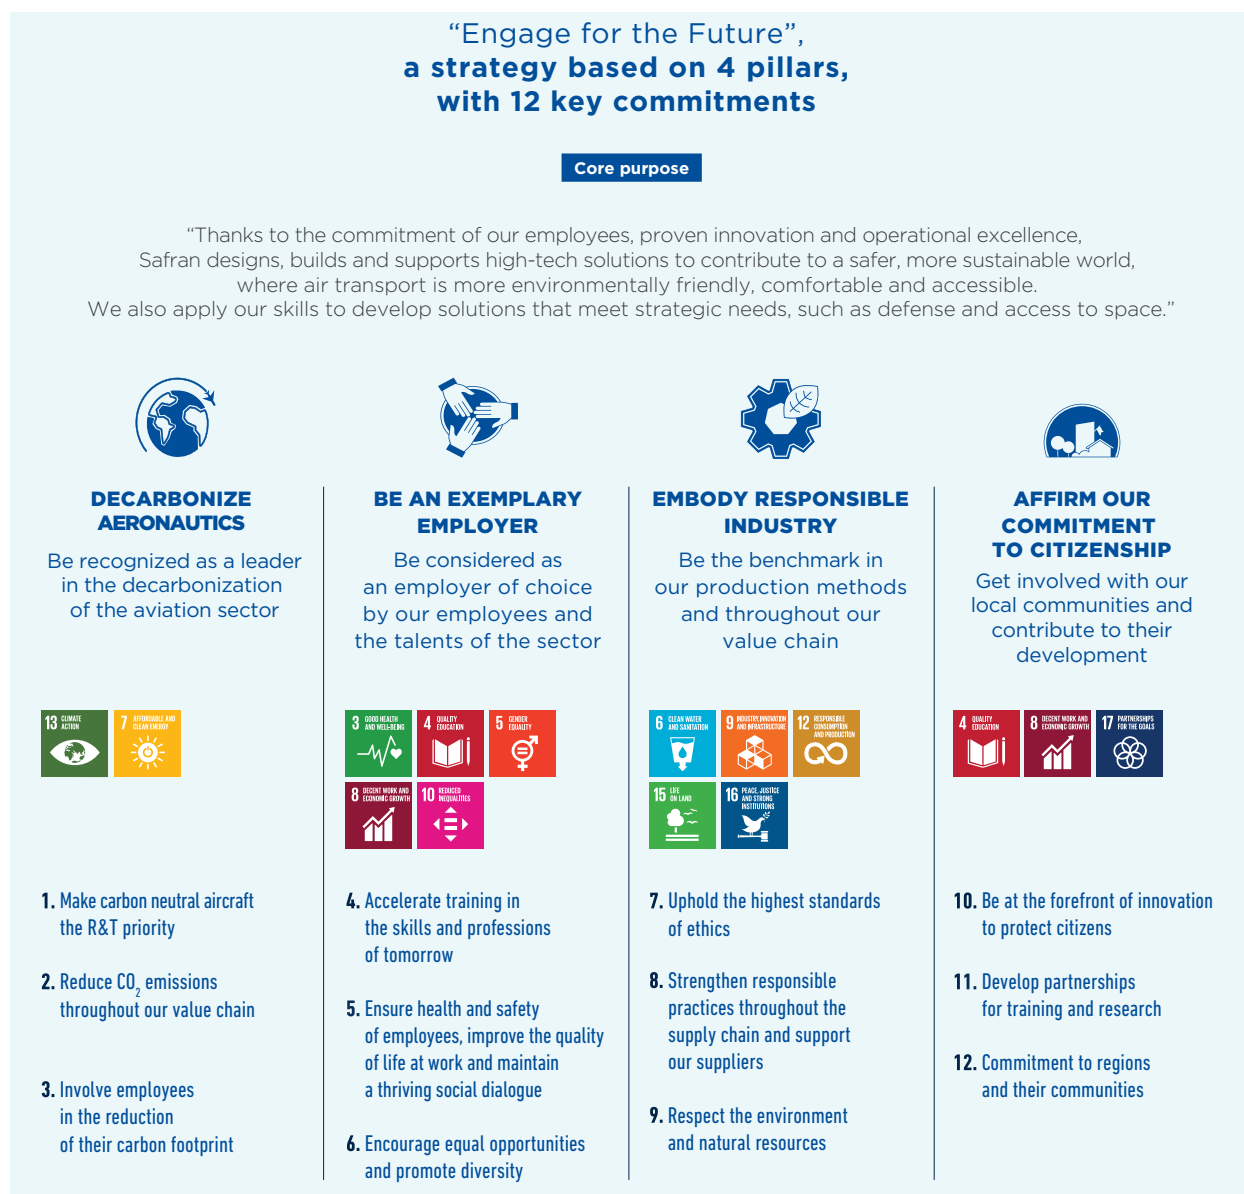 “Engage for the Future”,
a strategy based on 4 pillars,
with 12 key commitments
Core purpose
“Thanks to the commitment of our employees, proven innovation and operational excellence,
Safran designs, builds and supports high-tech solutions to contribute to a safer, more sustainable world,
where air transport is more environmentally friendly, comfortable and accessible.
We also apply our skills to develop solutions that meet strategic needs, such as defense and access to space.”
DECARBONIZE
AERONAUTICS
Be recognized as a leader
in the decarbonization
of the aviation sector
13 CLIMATE
ACTION
7 AFFORDABLE AND
CLEAN ENERGY
1. Make carbon neutral aircraft
the R&T priority
2. Reduce CO2 emissions
throughout our value chain
3. Involve employees
in the reduction
of their carbon footprint
BE AN EXEMPLARY
EMPLOYER
Be considered as
an employer of choice
by our employees and
the talents of the sector
3 GOOD HEALTH
AND WELL-BEING
4 QUALITY
EDUCATION
5 GENDER
EQUALITY
8 DECENT WORK AND
ECONOMIC GROWTH
10 REDUCED
INEQUALITIES
4. Accelerate training in
the skills and professions
of tomorrow
5. Ensure health and safety
of employees, improve the quality
of life at work and maintain
a thriving social dialogue
6. Encourage equal opportunities
and promote diversity
EMBODY RESPONSIBLE
INDUSTRY
Be the benchmark in
our production methods
and throughout our
value chain
6 CLEAN WATER
AND SANITATION
9 INDUSTRY, INNOVATION
AND INFRASTRUCTURE
12 RESPONSIBLE
CONSUMPTION
AND PRODUCTION
15 LIFE
ON LAND
16 PEACE, JUSTICE
AND STRONG
INSTITUTIONS
7. Uphold the highest standards
of ethics
8. Strengthen responsible
practices throughout the
supply chain and support
our suppliers
9. Respect the environment
and natural resources
AFFIRM OUR
COMMITMENT
TO CITIZENSHIP
Get involved with our
local communities and
contribute to their
development
4 QUALITY
EDUCATION
8 DECENT WORK AND
ECONOMIC GROWTH
17 PARTNERSHIPS
FOR THE GOALS
10. Be at the forefront of innovation
to protect citizens
11. Develop partnerships
for training and research
12. Commitment to regions
and their communities